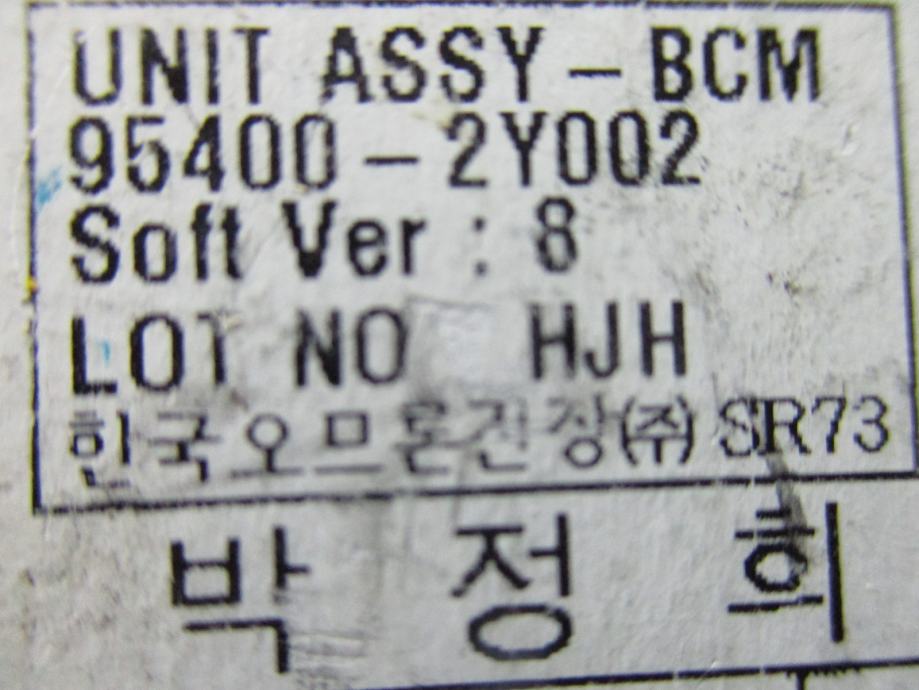 UNIT ASSY-BCM
95400-2Y002
Soft Ver : 8
LOT NO HJH
한국오므론전장(주) SR73
박정희